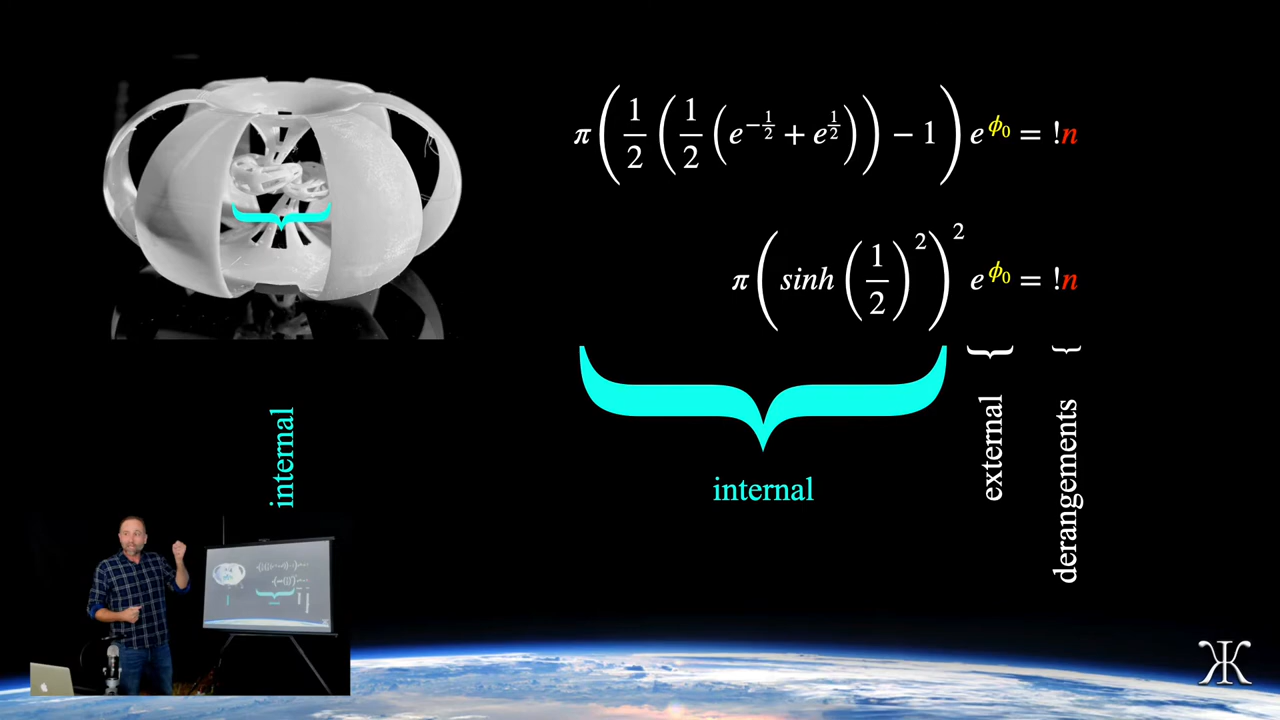 π(1/2(1/2(e^{-1/2} + e^{1/2})) − 1)e^{ϕ₀} = !n
π(sinh(1/2)^2)^2 e^{ϕ₀} = !n
internal
internal
external
derangements